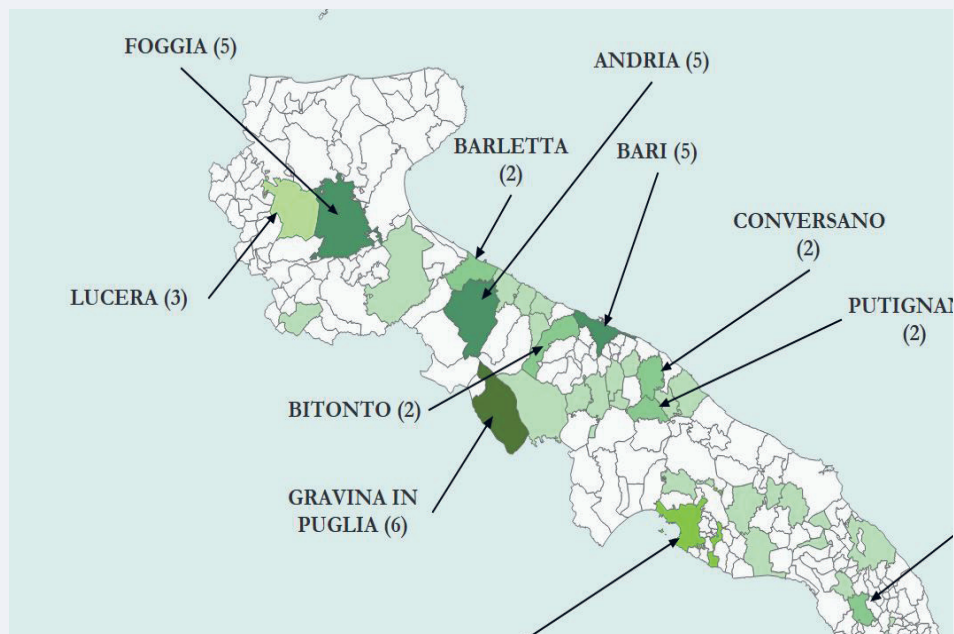 FOGGIA (5)
ANDRIA (5)
BARLETTA
(2)
BARI (5)
CONVERSANO
(2)
LUCERA (3)
PUTIGNAN
(2)
BITONTO (2)
GRAVINA IN
PUGLIA (6)